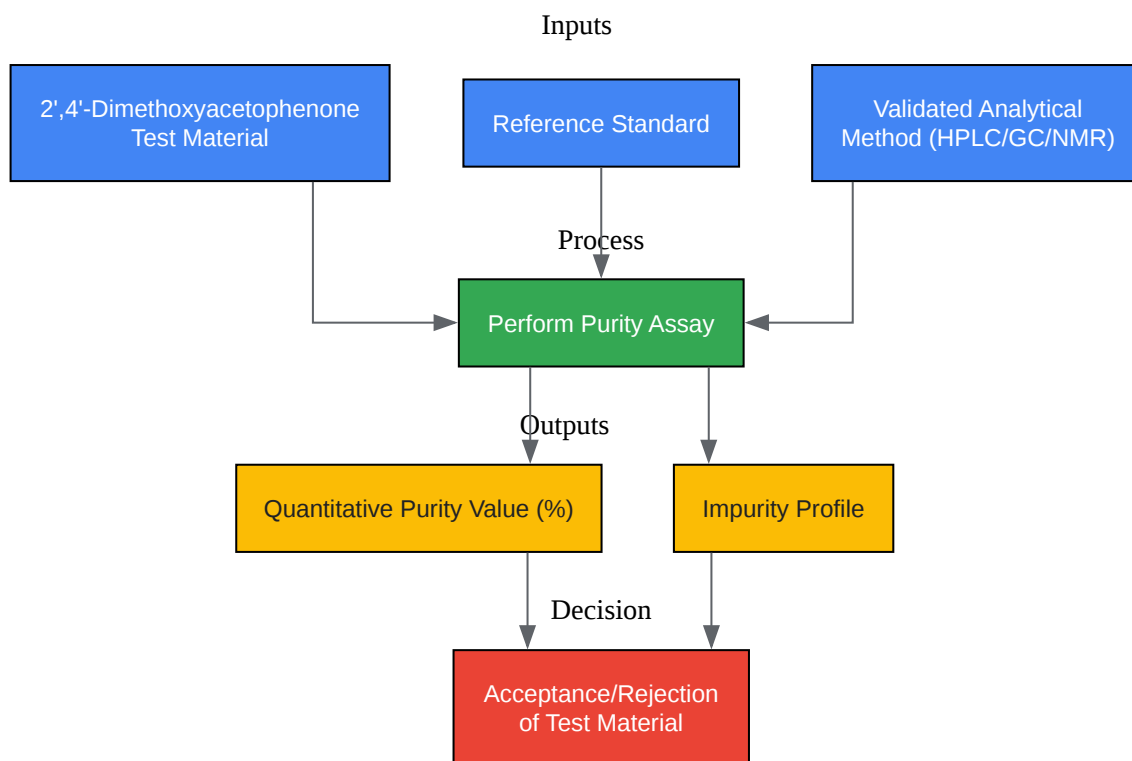 Inputs
2',4'-Dimethoxyacetophenone
Test Material
Reference Standard
Validated Analytical
Method (HPLC/GC/NMR)
Process
Perform Purity Assay
Outputs
Quantitative Purity Value (%)
Impurity Profile
Decision
Acceptance/Rejection
of Test Material